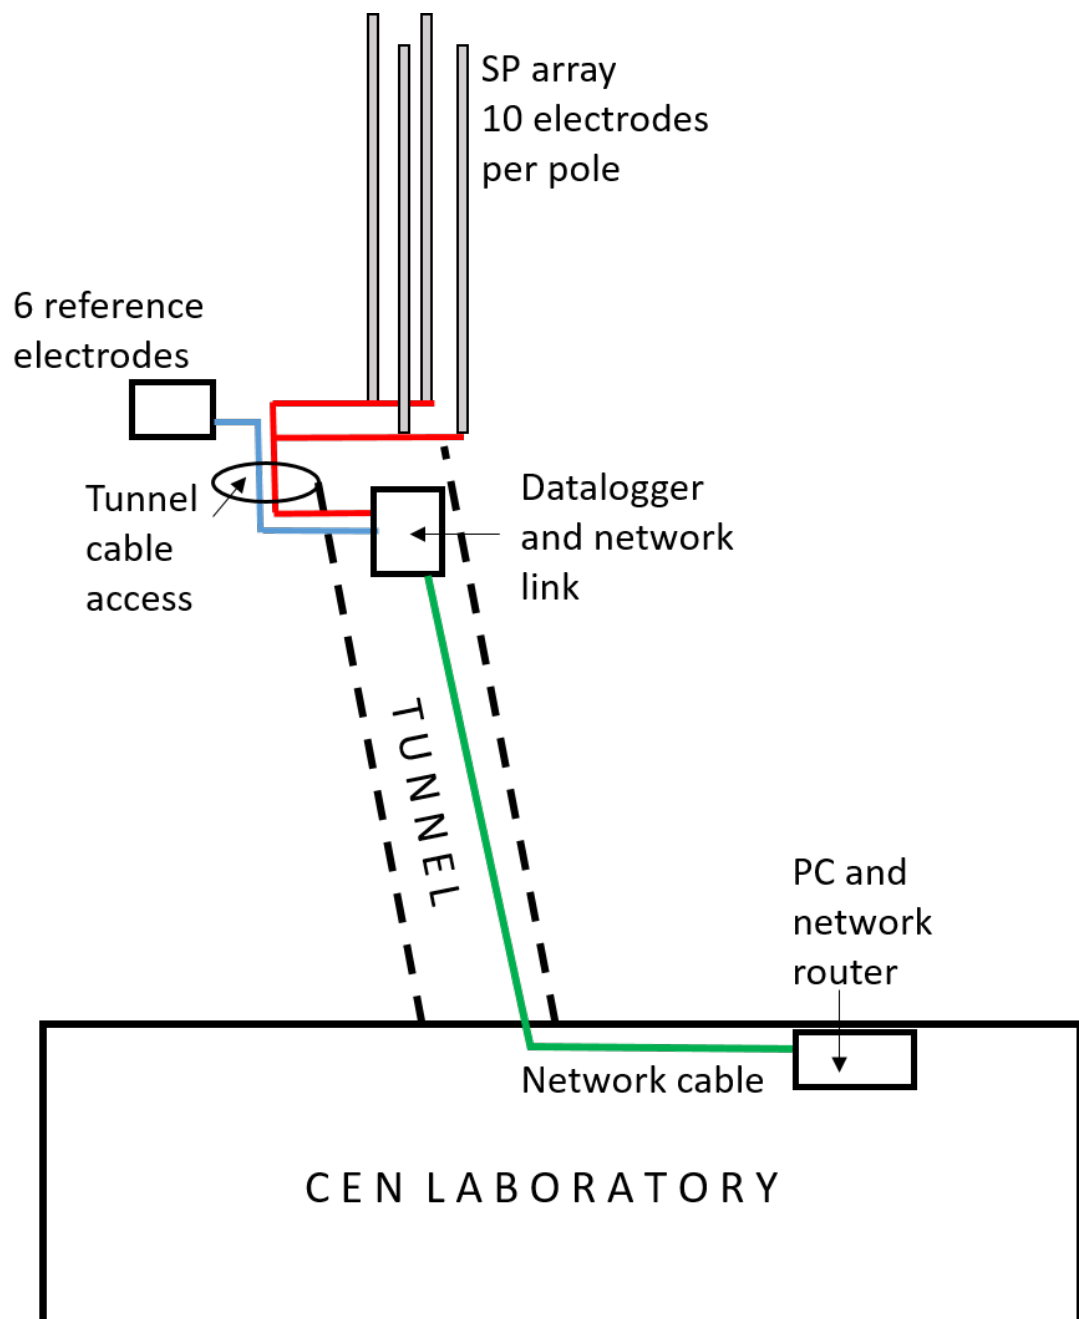 SP array
10 electrodes
per pole
6 reference
electrodes
Tunnel
cable
access
Datalogger
and network
link
TUNNEL
PC and
network
router
Network cable
CEN LABORATORY